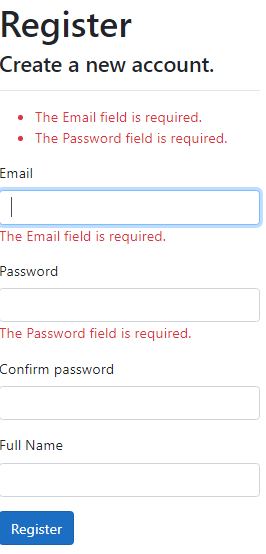 Register
Create a new account.
The Email field is required.
The Password field is required.
Email
The Email field is required.
Password
The Password field is required.
Confirm password
Full Name
Register